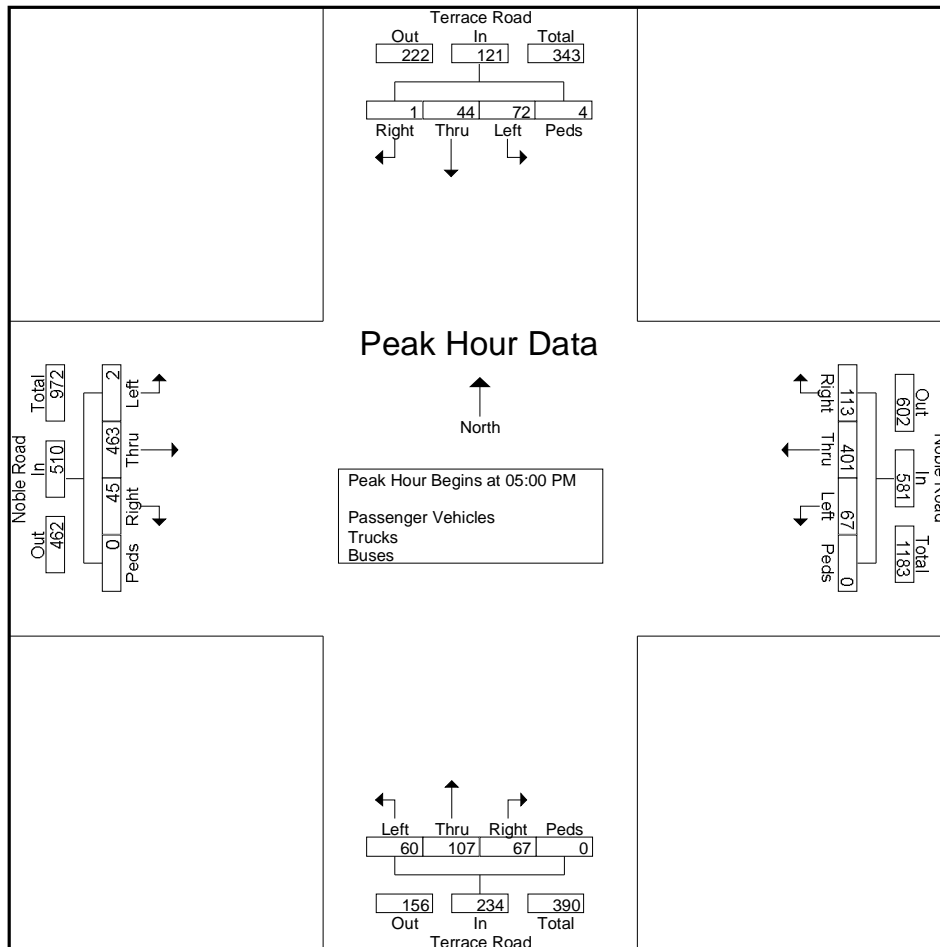 Terrace Road
Out In Total
222 121 343
1 44 72 4
Right Thru Left Peds
Peak Hour Data
North
Peak Hour Begins at 05:00 PM
Passenger Vehicles
Trucks
Buses
Noble Road
Out In Total
462 510 972
Peds Right Thru Left
0 45 463 2
Noble Road
Out In Total
602 581 1183
113 401 67 0
Right Thru Left Peds
Left Thru Right Peds
60 107 67 0
156 234 390
Out In Total
Terrace Road